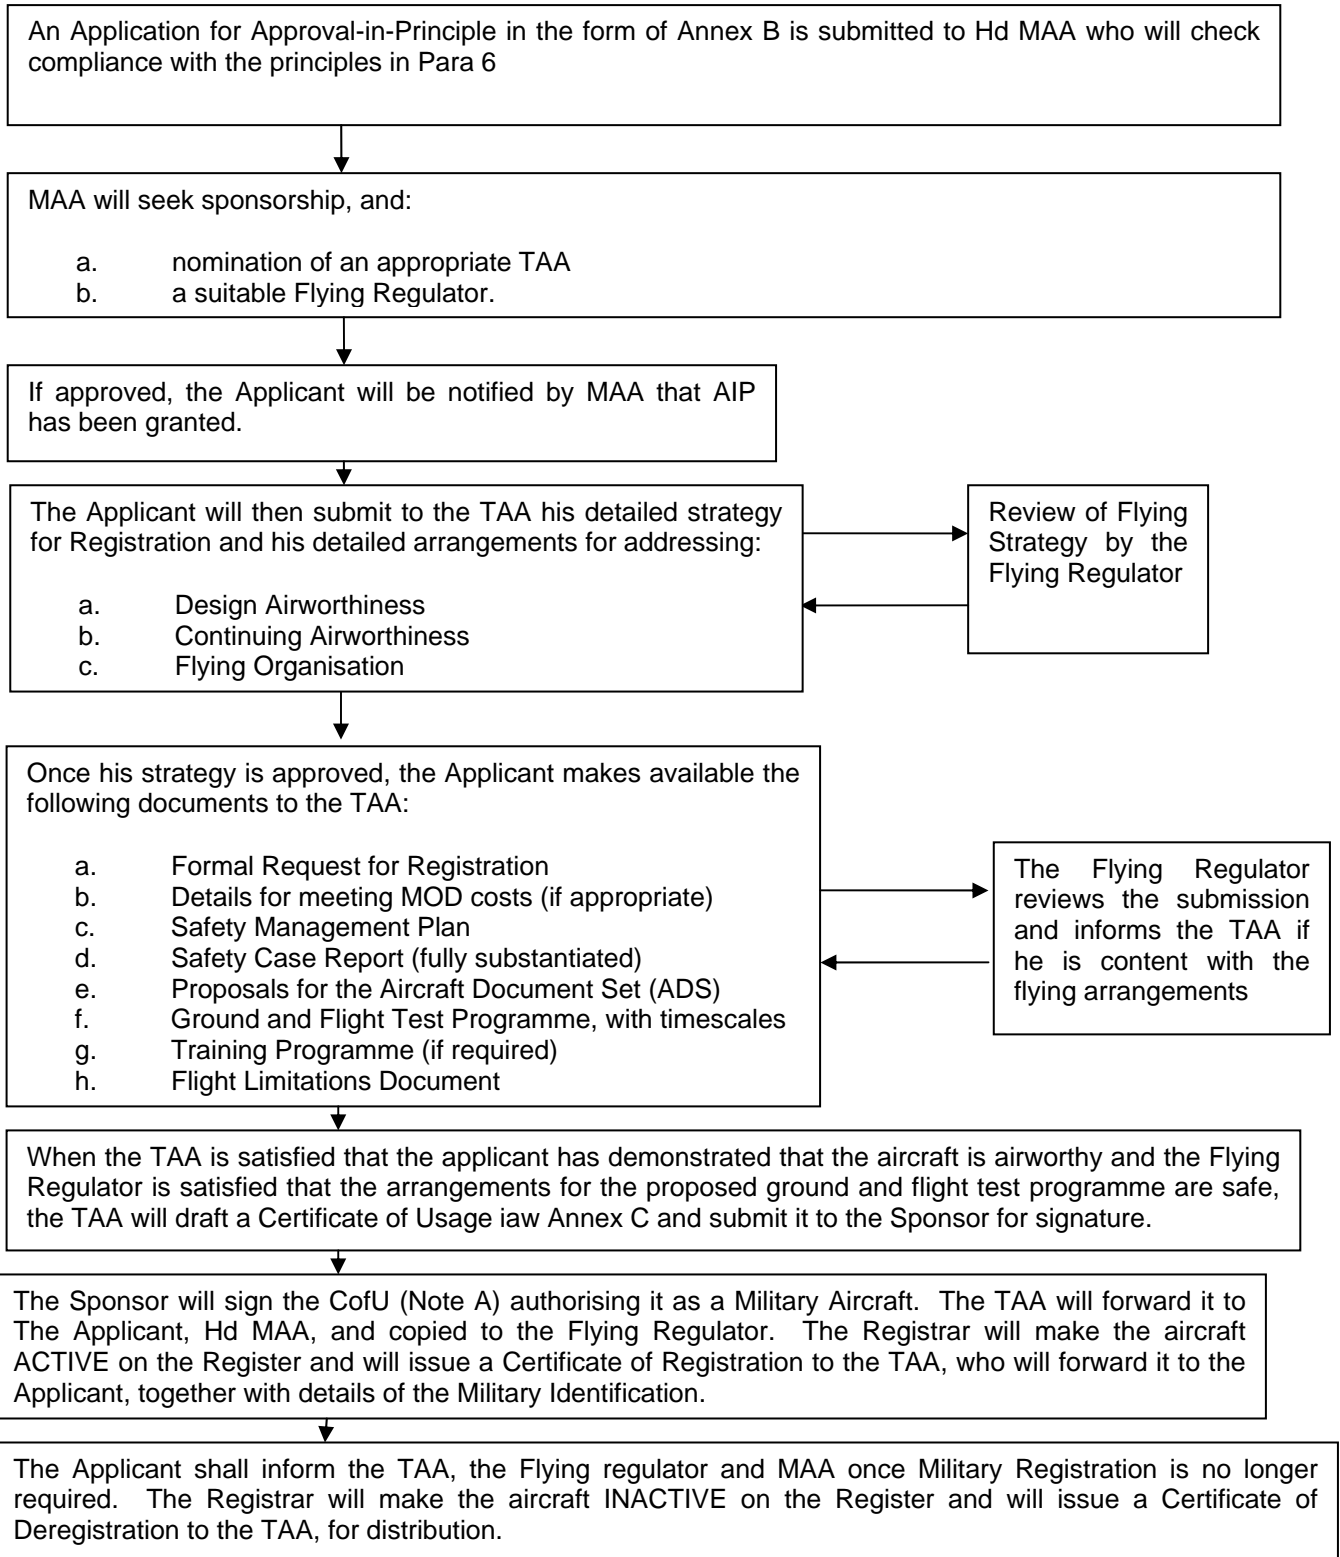 An Application for Approval-in-Principle in the form of Annex B is submitted to Hd MAA who will check
compliance with the principles in Para 6
MAA will seek sponsorship, and:
a. nomination of an appropriate TAA
b. a suitable Flying Regulator.
If approved, the Applicant will be notified by MAA that AIP
has been granted.
The Applicant will then submit to the TAA his detailed strategy
for Registration and his detailed arrangements for addressing:
a. Design Airworthiness
b. Continuing Airworthiness
c. Flying Organisation
Review of Flying
Strategy by the
Flying Regulator
Once his strategy is approved, the Applicant makes available the
following documents to the TAA:
a. Formal Request for Registration
b. Details for meeting MOD costs (if appropriate)
c. Safety Management Plan
d. Safety Case Report (fully substantiated)
e. Proposals for the Aircraft Document Set (ADS)
f. Ground and Flight Test Programme, with timescales
g. Training Programme (if required)
h. Flight Limitations Document
The Flying Regulator
reviews the submission
and informs the TAA if
he is content with the
flying arrangements
When the TAA is satisfied that the applicant has demonstrated that the aircraft is airworthy and the Flying
Regulator is satisfied that the arrangements for the proposed ground and flight test programme are safe,
the TAA will draft a Certificate of Usage iaw Annex C and submit it to the Sponsor for signature.
The Sponsor will sign the CofU (Note A) authorising it as a Military Aircraft. The TAA will forward it to
The Applicant, Hd MAA, and copied to the Flying Regulator. The Registrar will make the aircraft
ACTIVE on the Register and will issue a Certificate of Registration to the TAA, who will forward it to the
Applicant, together with details of the Military Identification.
The Applicant shall inform the TAA, the Flying regulator and MAA once Military Registration is no longer
required. The Registrar will make the aircraft INACTIVE on the Register and will issue a Certificate of
Deregistration to the TAA, for distribution.